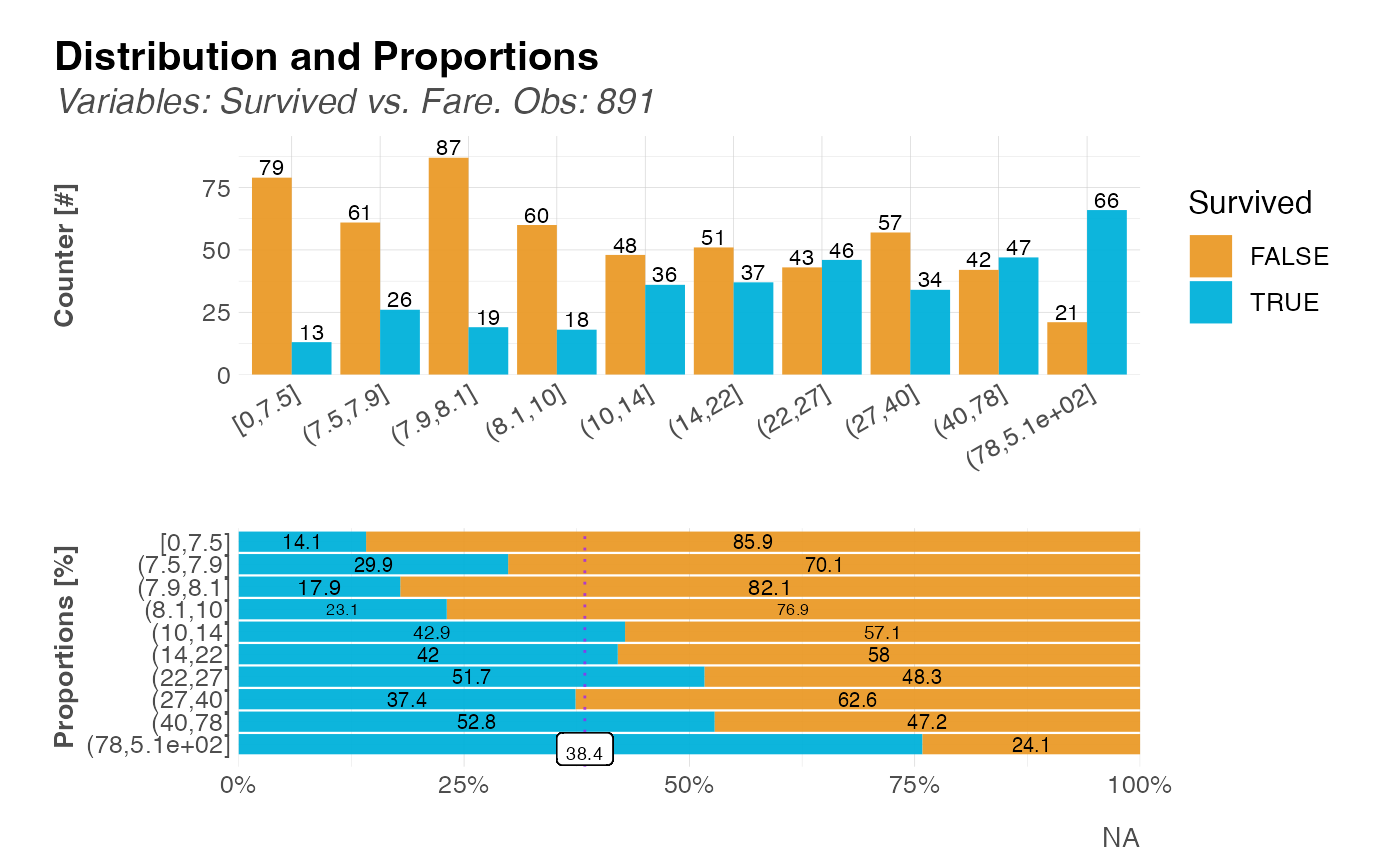 Distribution and Proportions
Variables: Survived vs. Fare. Obs: 891
Counter [#]
75
50
25
0
79 13 61 26 87 19 60 18 48 36 51 37 43 46 57 34 42 47 21 66
[0,7.5] (7.5,7.9] (7.9,8.1] (8.1,10] (10,14] (14,22] (22,27] (27,40] (40,78] (78,5.1e+02]
Survived
FALSE
TRUE
Proportions [%]
[0,7.5] 14.1 85.9
(7.5,7.9] 29.9 70.1
(7.9,8.1] 17.9 82.1
(8.1,10] 23.1 76.9
(10,14] 42.9 57.1
(14,22] 42 58
(22,27] 51.7 48.3
(27,40] 37.4 62.6
(40,78] 52.8 47.2
(78,5.1e+02] 38.4 24.1
0% 25% 50% 75% 100%
NA